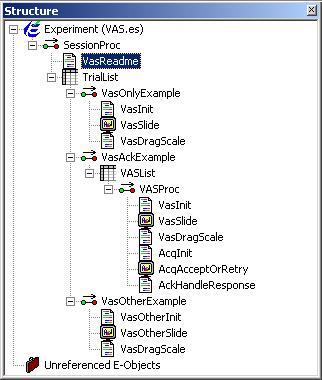 Structure
Experiment (VAS.es)
SessionProc
VasReadme
TrialList
VasOnlyExample
VasInit
VasSlide
VasDragScale
VasAckExample
VASList
VASProc
VasInit
VasSlide
VasDragScale
AcqInit
AcqAcceptOrRetry
AckHandleResponse
VasOtherExample
VasOtherInit
VasOtherSlide
VasDragScale
Unreferenced E-Objects